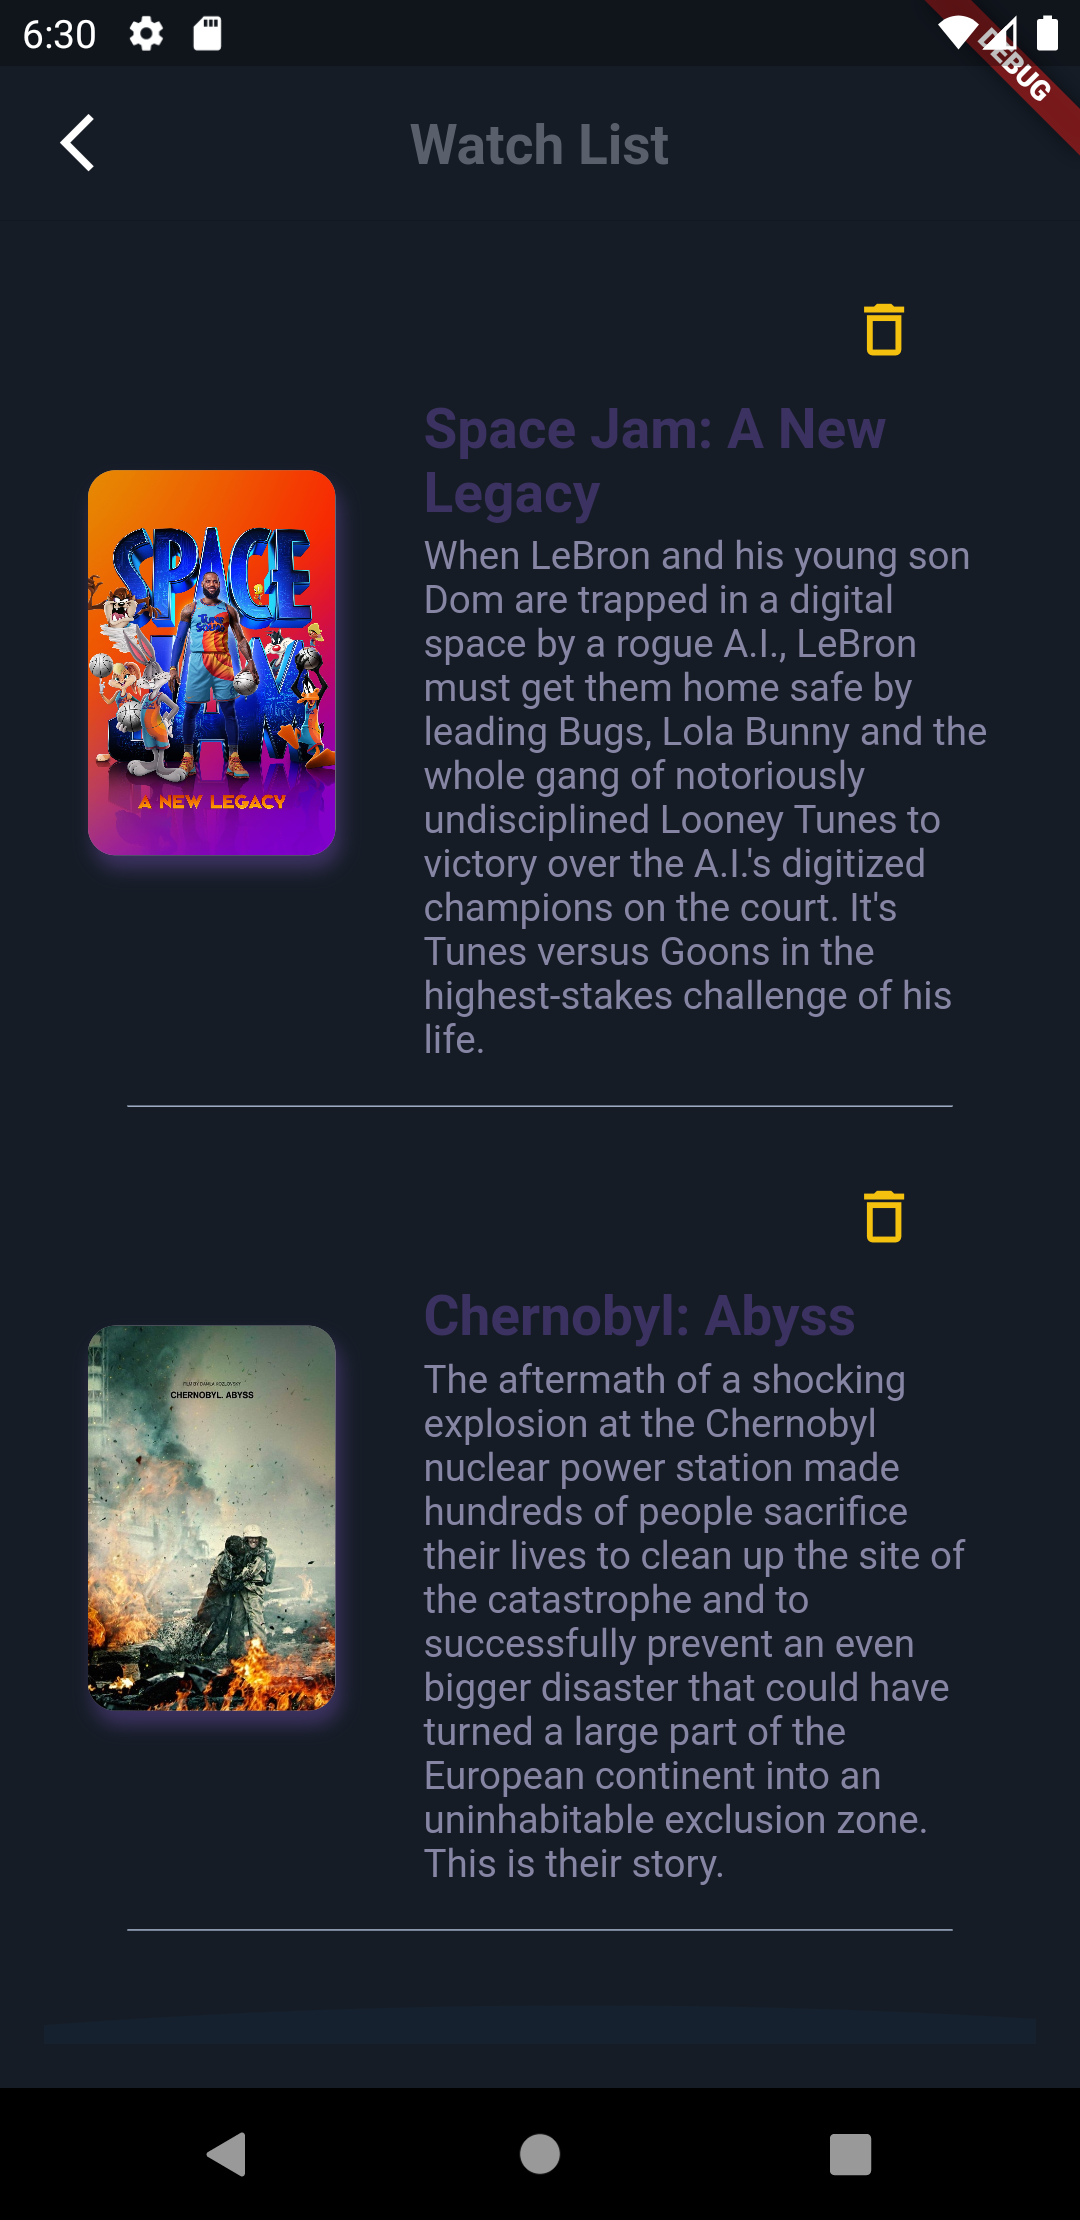 6:30
DEBUG
Watch List
Space Jam: A New
Legacy
SPACE
JAM
A NEW LEGACY
When LeBron and his young son
Dom are trapped in a digital
space by a rogue A.I., LeBron
must get them home safe by
leading Bugs, Lola Bunny and the
whole gang of notoriously
undisciplined Looney Tunes to
victory over the A.I.'s digitized
champions on the court. It's
Tunes versus Goons in the
highest-stakes challenge of his
life.
Chernobyl: Abyss
CHERNOBYL. ABYSS
The aftermath of a shocking
explosion at the Chernobyl
nuclear power station made
hundreds of people sacrifice
their lives to clean up the site of
the catastrophe and to
successfully prevent an even
bigger disaster that could have
turned a large part of the
European continent into an
uninhabitable exclusion zone.
This is their story.